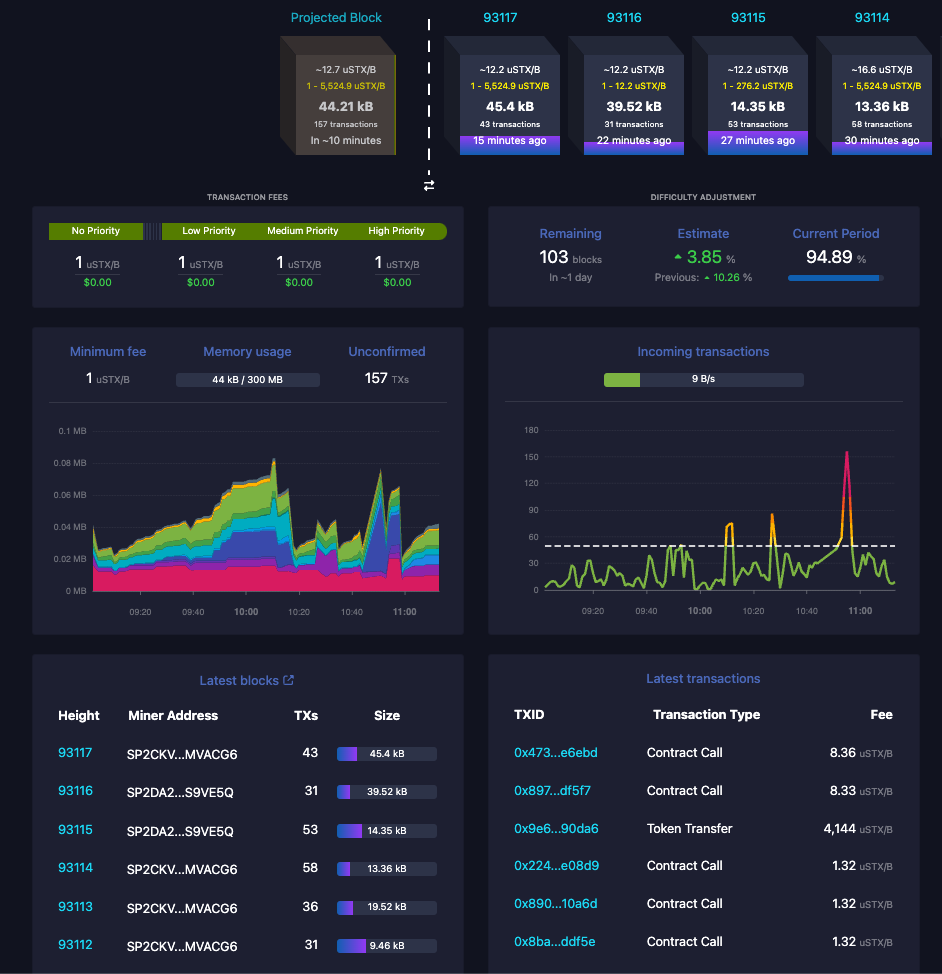 Projected Block
93117
93116
93115
93114
~12.7 uSTX/B
1 - 5,524.9 uSTX/B
44.21 kB
157 transactions
In ~10 minutes
~12.2 uSTX/B
1 - 5,524.9 uSTX/B
45.4 kB
43 transactions
15 minutes ago
~12.2 uSTX/B
1 - 12.2 uSTX/B
39.52 kB
31 transactions
22 minutes ago
~12.2 uSTX/B
1 - 276.2 uSTX/B
14.35 kB
53 transactions
27 minutes ago
~16.6 uSTX/B
1 - 5,524.9 uSTX/B
13.36 kB
58 transactions
30 minutes ago
TRANSACTION FEES
No Priority Low Priority Medium Priority High Priority
1 uSTX/B 1 uSTX/B 1 uSTX/B 1 uSTX/B
$0.00 $0.00 $0.00 $0.00
DIFFICULTY ADJUSTMENT
Remaining Estimate Current Period
103 blocks 3.85 % 94.89 %
In ~1 day Previous: 10.26 %
Minimum fee Memory usage Unconfirmed
1 uSTX/B 44 kB / 300 MB 157 TXs
0.1 MB
0.08 MB
0.06 MB
0.04 MB
0.02 MB
0 MB
09:20 09:40 10:00 10:20 10:40 11:00
Incoming transactions
9 B/s
180
150
120
90
60
30
0
09:20 09:40 10:00 10:20 10:40 11:00
Latest blocks
Height Miner Address TXs Size
93117 SP2CKV...MVACG6 43 45.4 kB
93116 SP2DA2...S9VE5Q 31 39.52 kB
93115 SP2DA2...S9VE5Q 53 14.35 kB
93114 SP2CKV...MVACG6 58 13.36 kB
93113 SP2CKV...MVACG6 36 19.52 kB
93112 SP2CKV...MVACG6 31 9.46 kB
Latest transactions
TXID Transaction Type Fee
0x473...e6ebd Contract Call 8.36 uSTX/B
0x897...df5f7 Contract Call 8.33 uSTX/B
0x9e6...90da6 Token Transfer 4,144 uSTX/B
0x224...e08d9 Contract Call 1.32 uSTX/B
0x890...10a6d Contract Call 1.32 uSTX/B
0x8ba...ddf5e Contract Call 1.32 uSTX/B